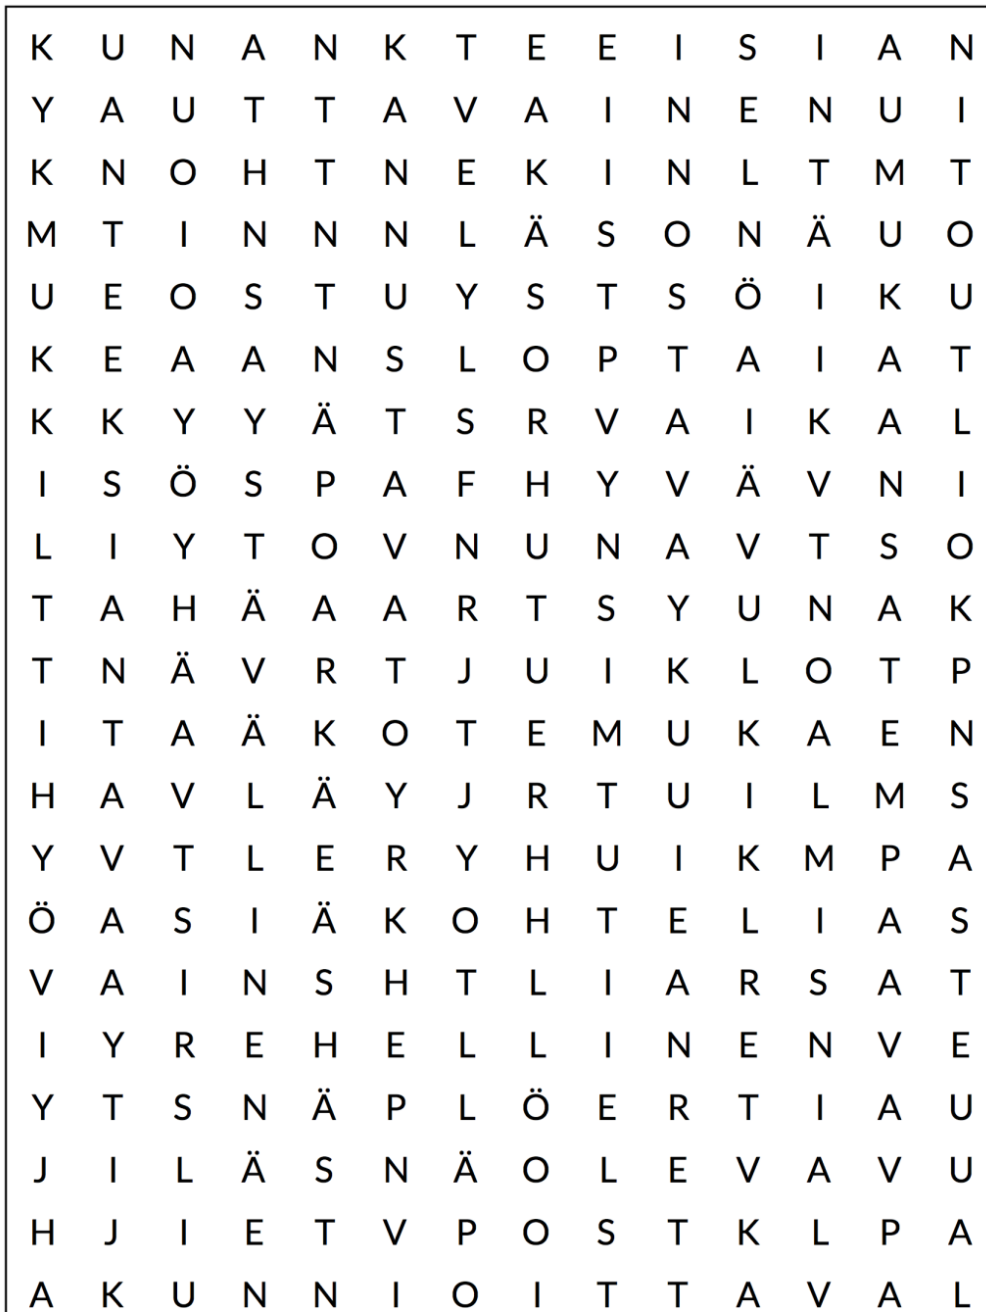 K U N A N K T E E I S I A N
Y A U T T A V A I N E N U I
K N O H T N E K I N L T M T
M T I N N N L Ä S O N Ä U O
U E O S T U Y S T S Ö I K U
K E A A N S L O P T A I A T
K K Y Y Ä T S R V A I K A L
I S Ö S P A F H Y V Ä V N I
L I Y T O V N U N A V T S O
T A H Ä A A R T S Y U N A K
T N Ä V R T J U I K L O T P
I T A Ä K O T E M U K A E N
H A V L Ä Y J R T U I L M S
Y V T L E R Y H U I K M P A
Ö A S I Ä K O H T E L I A S
V A I N S H T L I A R S A T
I Y R E H E L L I N E N V E
Y T S N Ä P L Ö E R T I A U
J I L Ä S N Ä O L E V A V U
H J I E T V P O S T K L P A
A K U N N I O I T T A V A L